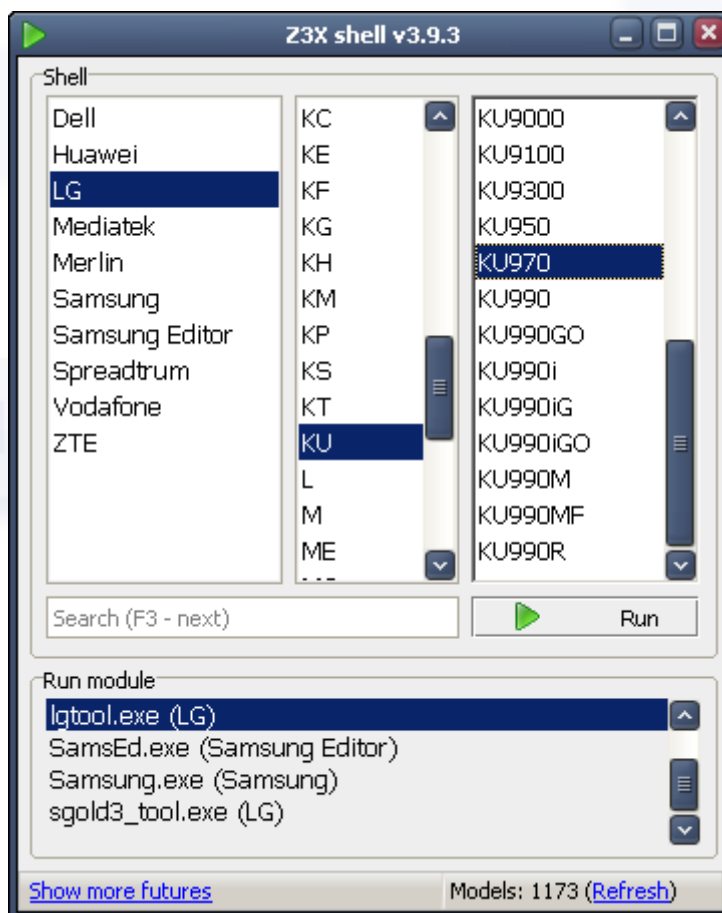 Z3X shell v3.9.3
Shell
Dell
Huawei
LG
Mediatek
Merlin
Samsung
Samsung Editor
Spreadtrum
Vodafone
ZTE
KC
KE
KF
KG
KH
KM
KP
KS
KT
KU
L
M
ME
KU9000
KU9100
KU9300
KU950
KU970
KU990
KU990GO
KU990i
KU990iG
KU990iGO
KU990M
KU990MF
KU990R
Search (F3 - next)
Run
Run module
lgtool.exe (LG)
SamsEd.exe (Samsung Editor)
Samsung.exe (Samsung)
sgold3_tool.exe (LG)
Show more futures
Models: 1173 (Refresh)